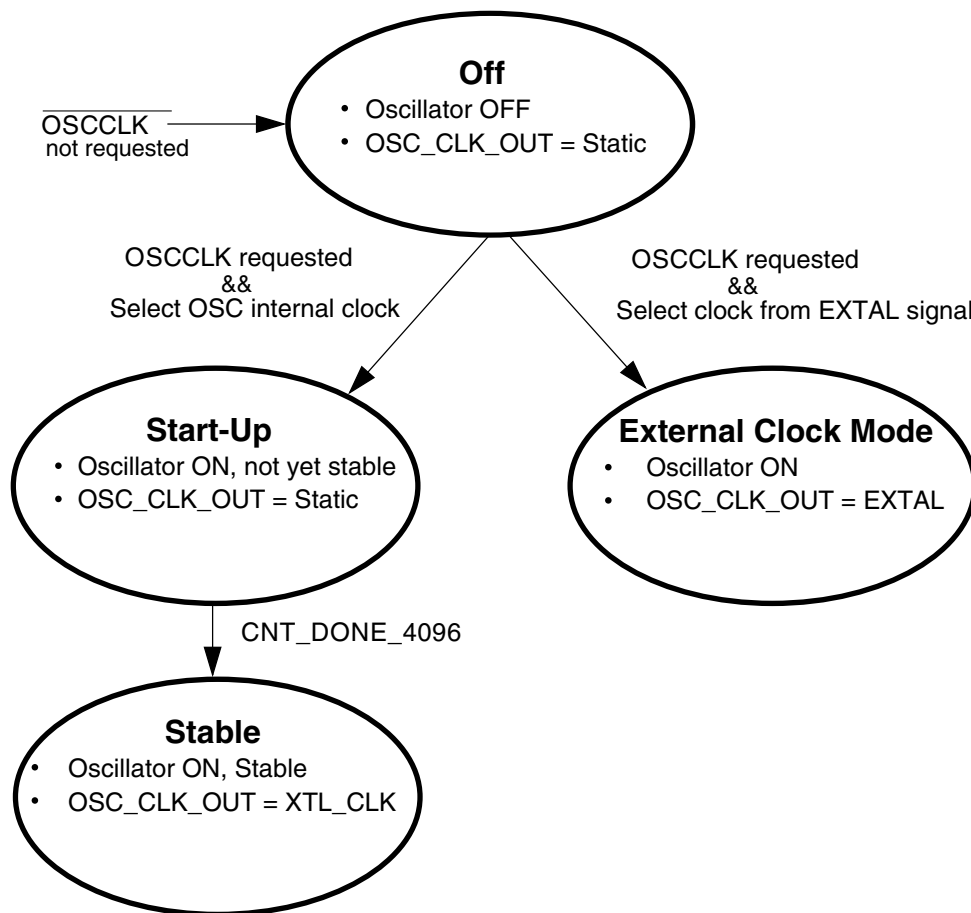 Off
• Oscillator OFF
• OSC_CLK_OUT = Static
OSCCLK
not requested
OSCCLK requested
&&
Select OSC internal clock
OSCCLK requested
&&
Select clock from EXTAL signal
Start-Up
• Oscillator ON, not yet stable
• OSC_CLK_OUT = Static
External Clock Mode
• Oscillator ON
• OSC_CLK_OUT = EXTAL
CNT_DONE_4096
Stable
• Oscillator ON, Stable
• OSC_CLK_OUT = XTL_CLK